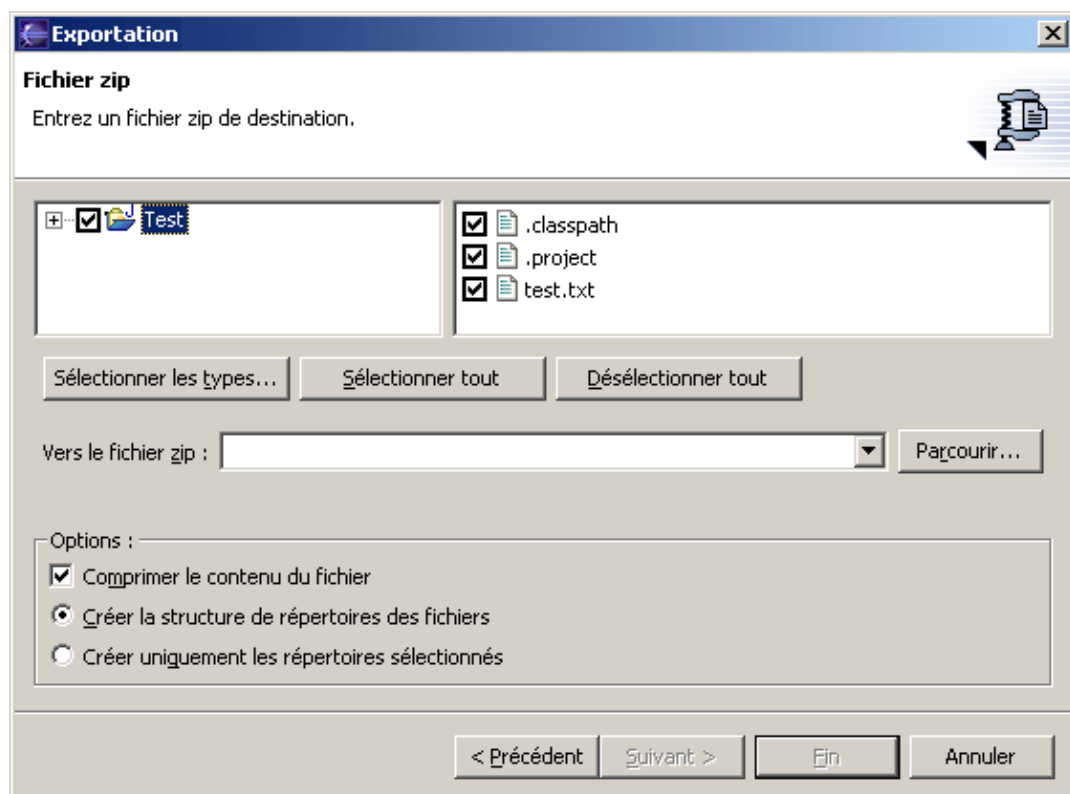 Exportation
Fichier zip
Entrez un fichier zip de destination.
Test
.classpath
.project
test.txt
Sélectionner les types...
Sélectionner tout
Désélectionner tout
Vers le fichier zip :
Parcourir...
Options :
Comprimer le contenu du fichier
Créer la structure de répertoires des fichiers
Créer uniquement les répertoires sélectionnés
< Précédent
Suivant >
Fin
Annuler